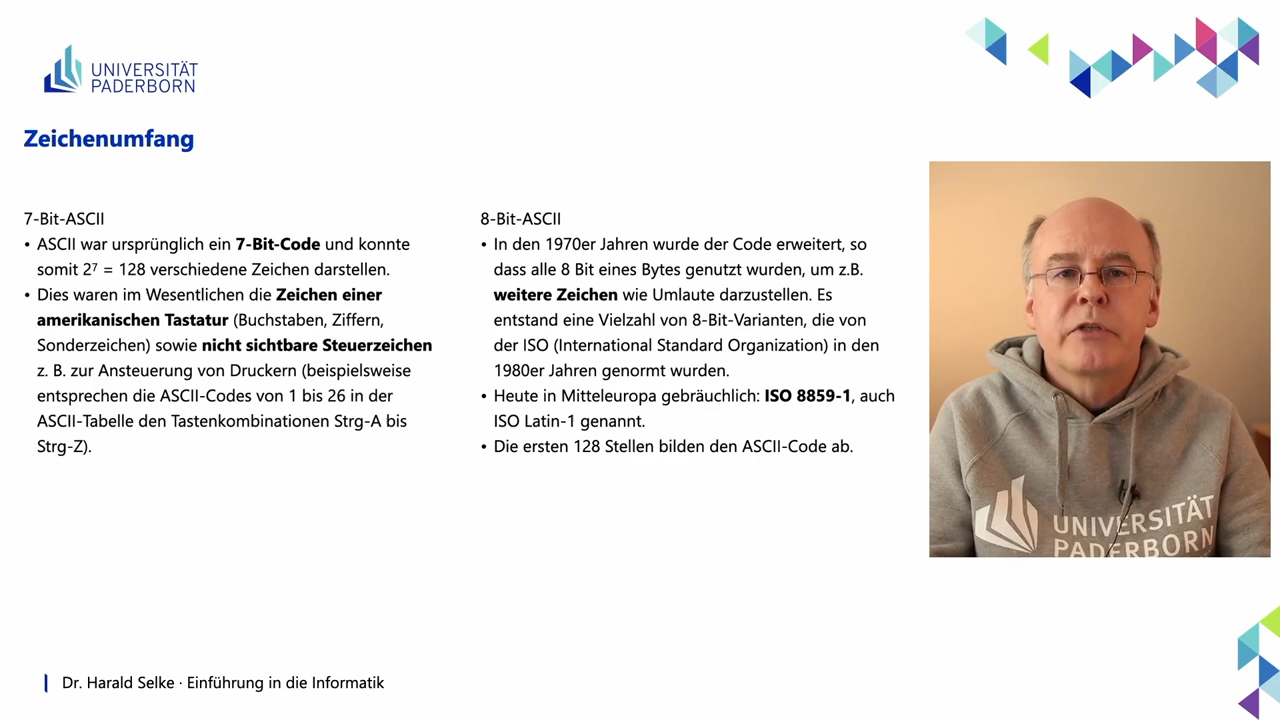 UNIVERSITÄT
PADERBORN
Zeichenumfang
7-Bit-ASCII
• ASCII war ursprünglich ein 7-Bit-Code und konnte
somit 2⁷ = 128 verschiedene Zeichen darstellen.
• Dies waren im Wesentlichen die Zeichen einer
amerikanischen Tastatur (Buchstaben, Ziffern,
Sonderzeichen) sowie nicht sichtbare Steuerzeichen
z. B. zur Ansteuerung von Druckern (beispielsweise
entsprechen die ASCII-Codes von 1 bis 26 in der
ASCII-Tabelle den Tastenkombinationen Strg-A bis
Strg-Z).
8-Bit-ASCII
• In den 1970er Jahren wurde der Code erweitert, so
dass alle 8 Bit eines Bytes genutzt wurden, um z.B.
weitere Zeichen wie Umlaute darzustellen. Es
entstand eine Vielzahl von 8-Bit-Varianten, die von
der ISO (International Standard Organization) in den
1980er Jahren genormt wurden.
• Heute in Mitteleuropa gebräuchlich: ISO 8859-1, auch
ISO Latin-1 genannt.
• Die ersten 128 Stellen bilden den ASCII-Code ab.
UNIVERSITÄT
PADERBORN
Dr. Harald Selke · Einführung in die Informatik